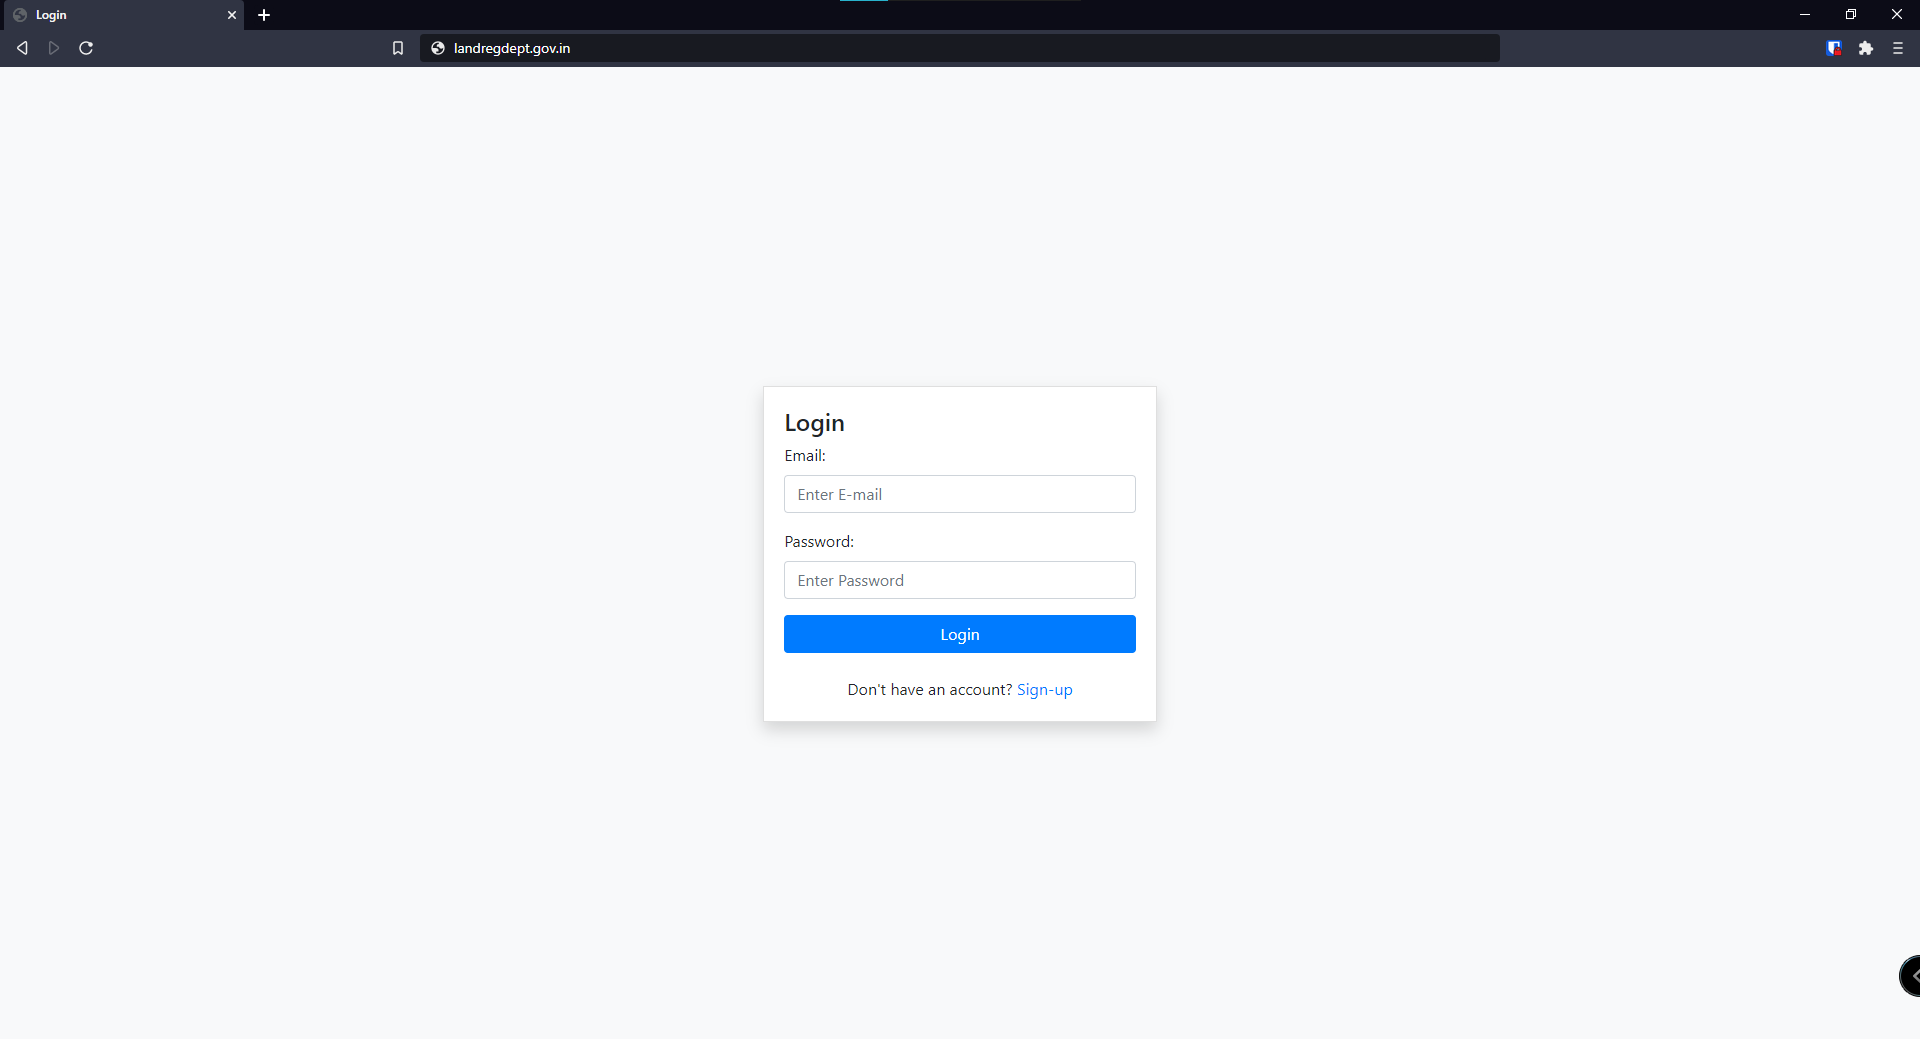 Login
landregdept.gov.in
Login
Email:
Enter E-mail
Password:
Enter Password
Login
Don't have an account? Sign-up